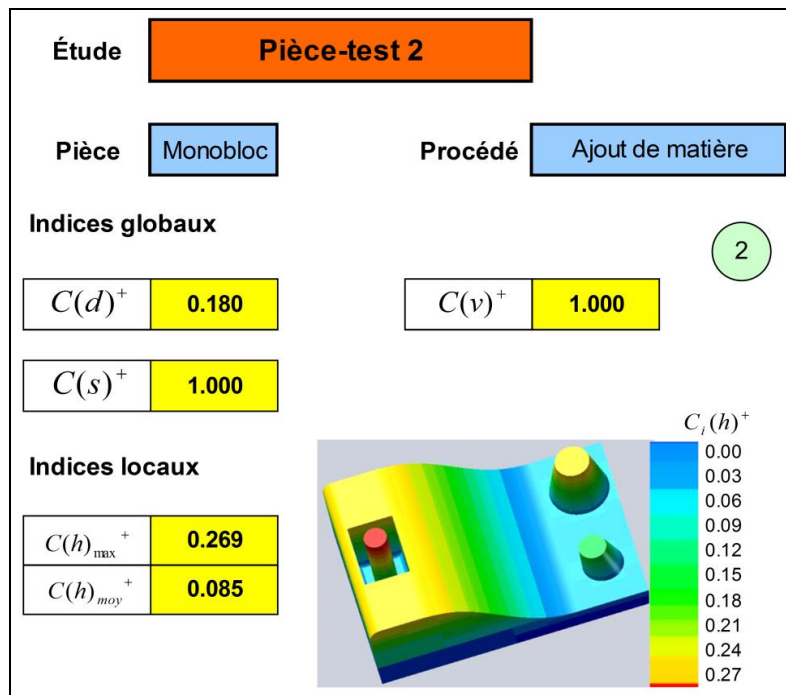 Étude Pièce-test 2
Pièce Monobloc Procédé Ajout de matière
Indices globaux
2
C(d)⁺ 0.180 C(v)⁺ 1.000
C(s)⁺ 1.000
Indices locaux
C(h)max⁺ 0.269
C(h)moy⁺ 0.085
Cᵢ(h)⁺
0.00
0.03
0.06
0.09
0.12
0.15
0.18
0.21
0.24
0.27